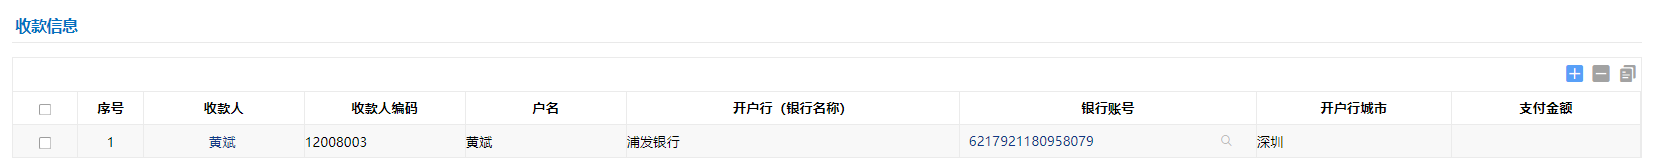 收款信息
序号 收款人 收款人编码 户名 开户行（银行名称） 银行账号 开户行城市 支付金额
1 黄斌 12008003 黄斌 浦发银行 6217921180958079 深圳